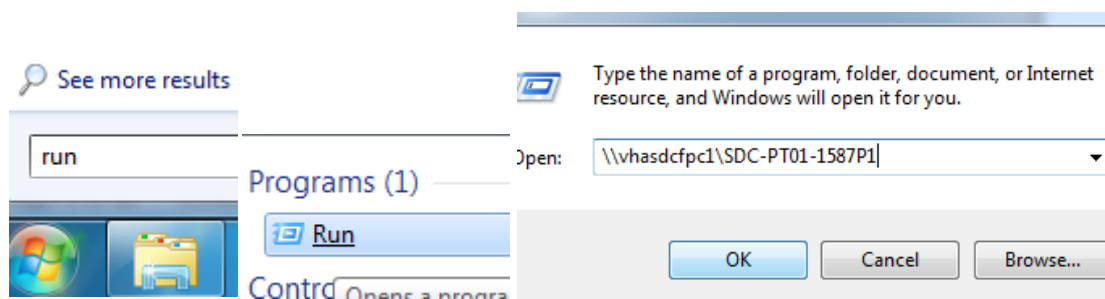 See more results
run
Programs (1)
Run
Type the name of a program, folder, document, or Internet
resource, and Windows will open it for you.
Open:
\\vhasdcfpc1\SDC-PT01-1587P1
OK
Cancel
Browse...